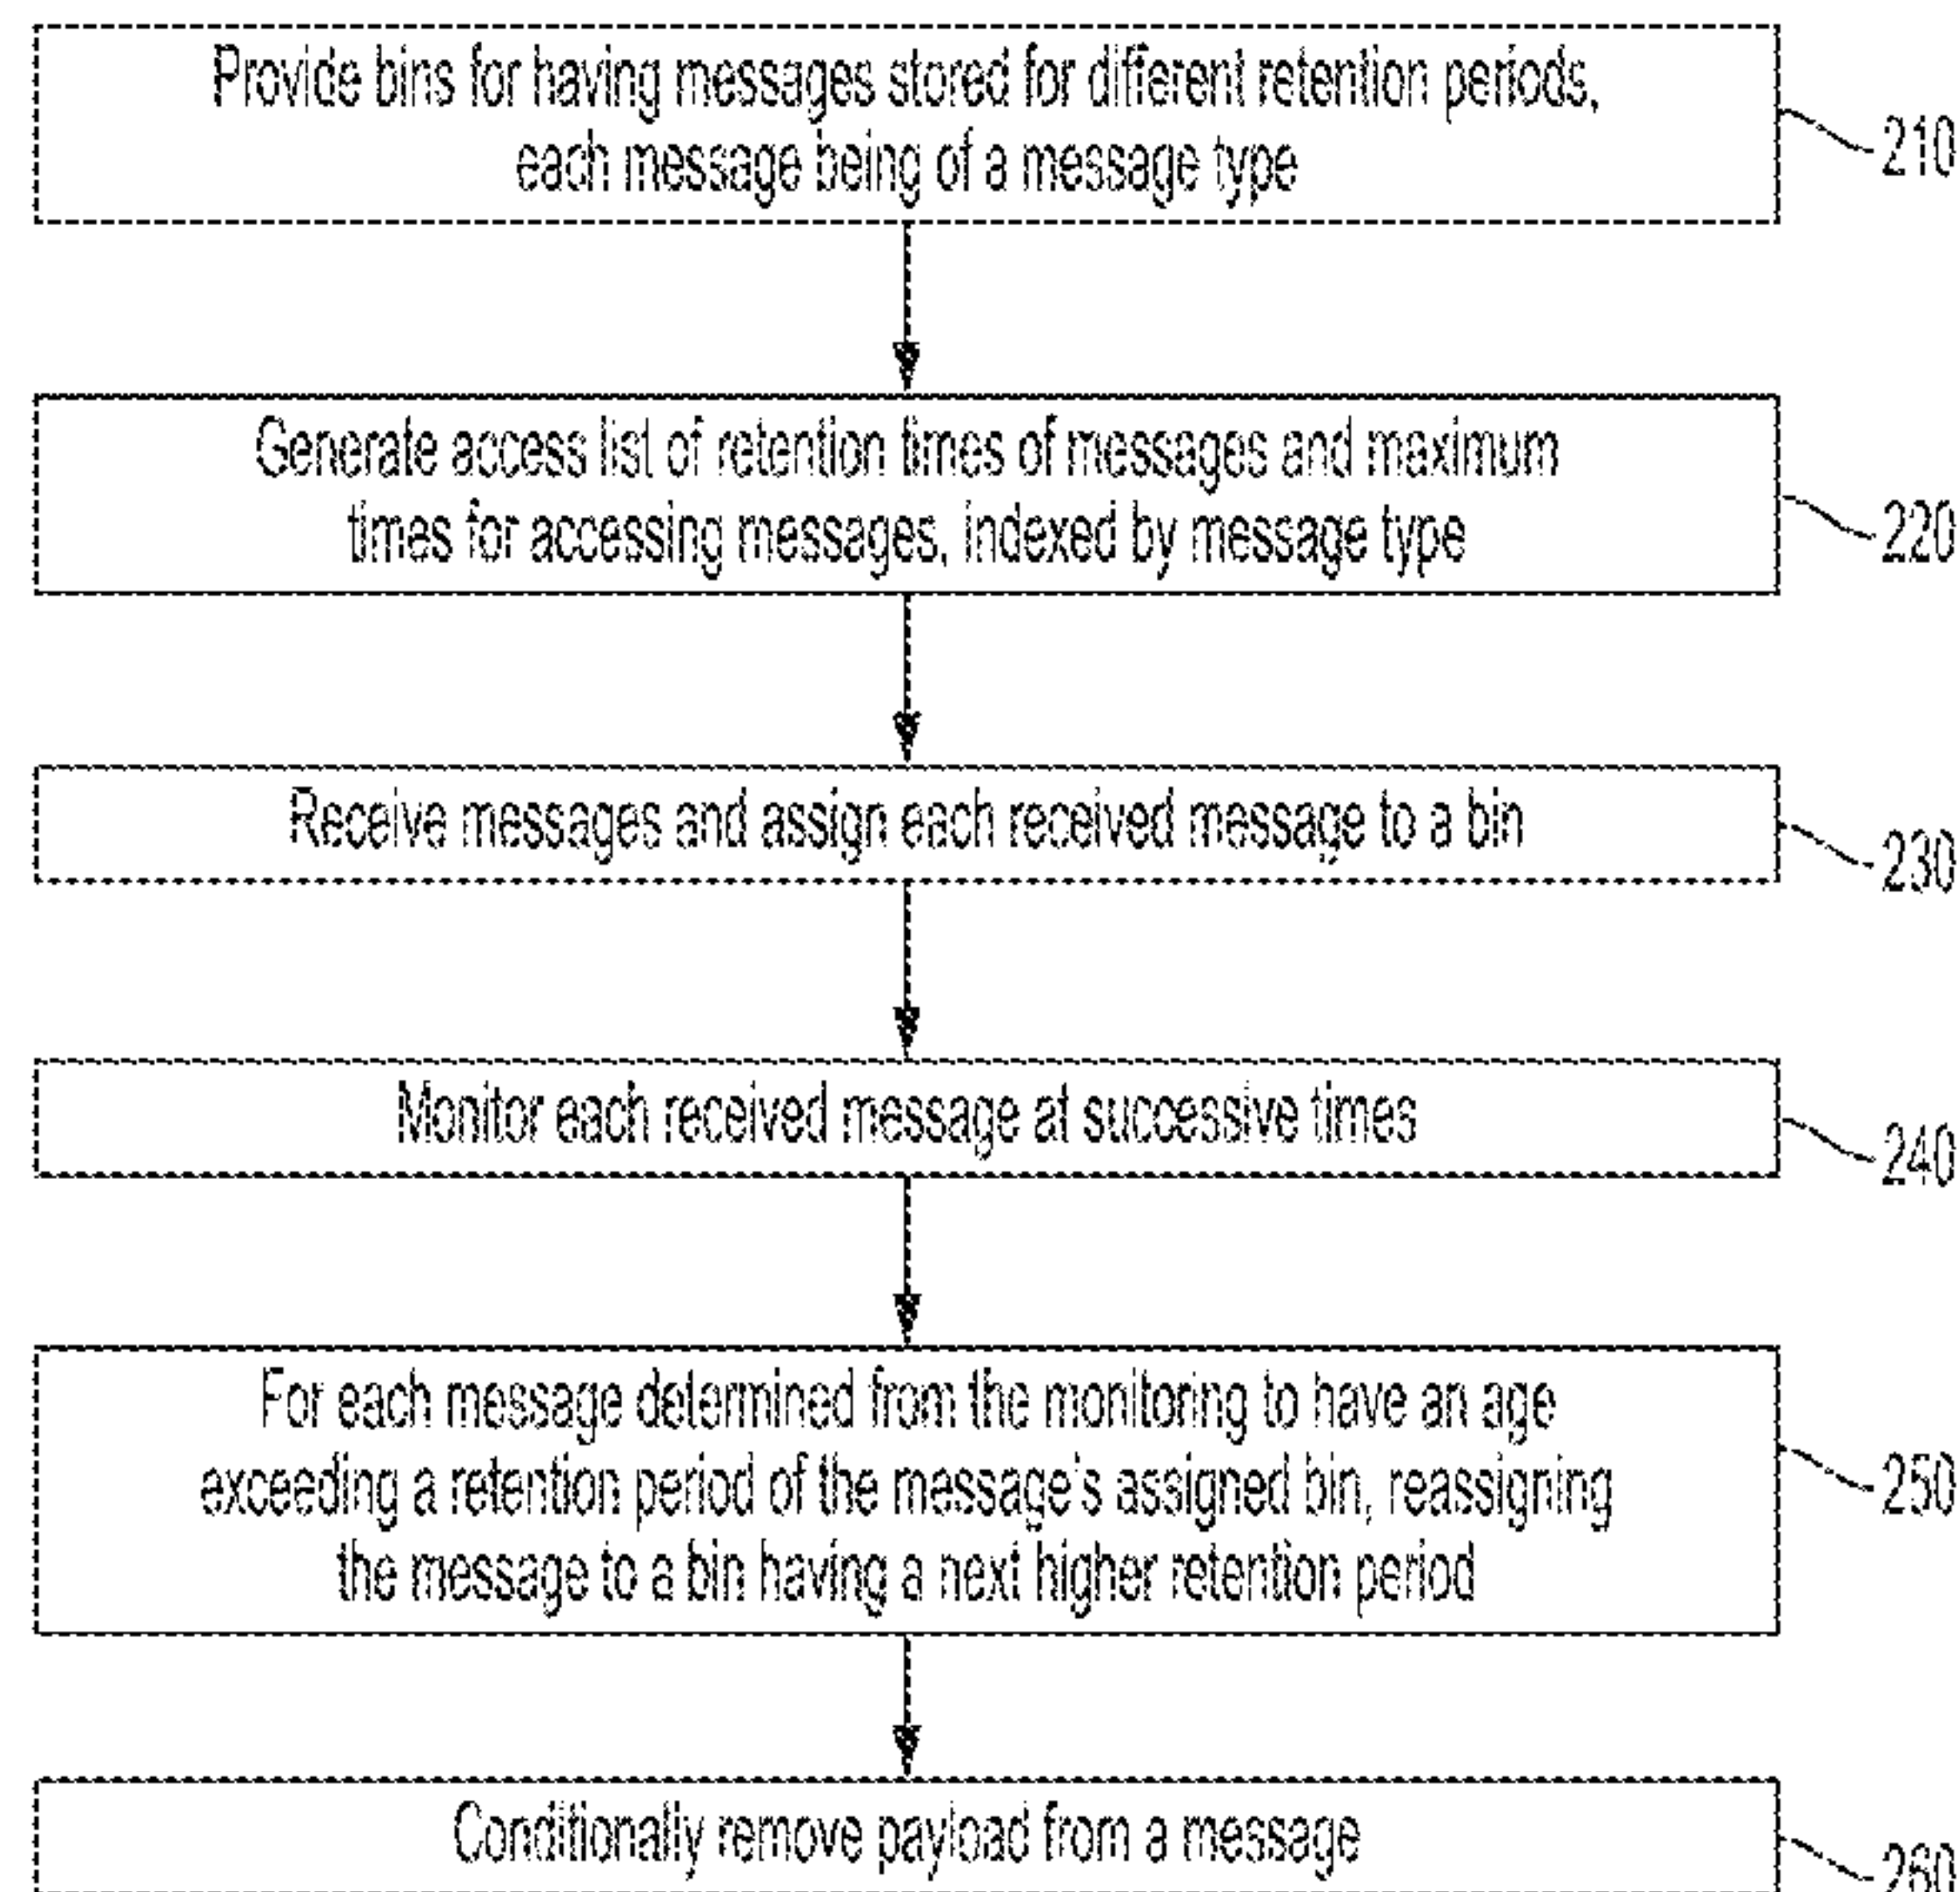 Provide bins for having messages stored for different retention periods,
each message being of a message type
210
Generate access list of retention times of messages and maximum
times for accessing messages, indexed by message type
220
Receive messages and assign each received message to a bin
230
Monitor each received message at successive times
240
For each message determined from the monitoring to have an age
exceeding a retention period of the message's assigned bin, reassigning
the message to a bin having a next higher retention period
250
Conditionally remove payload from a message
260